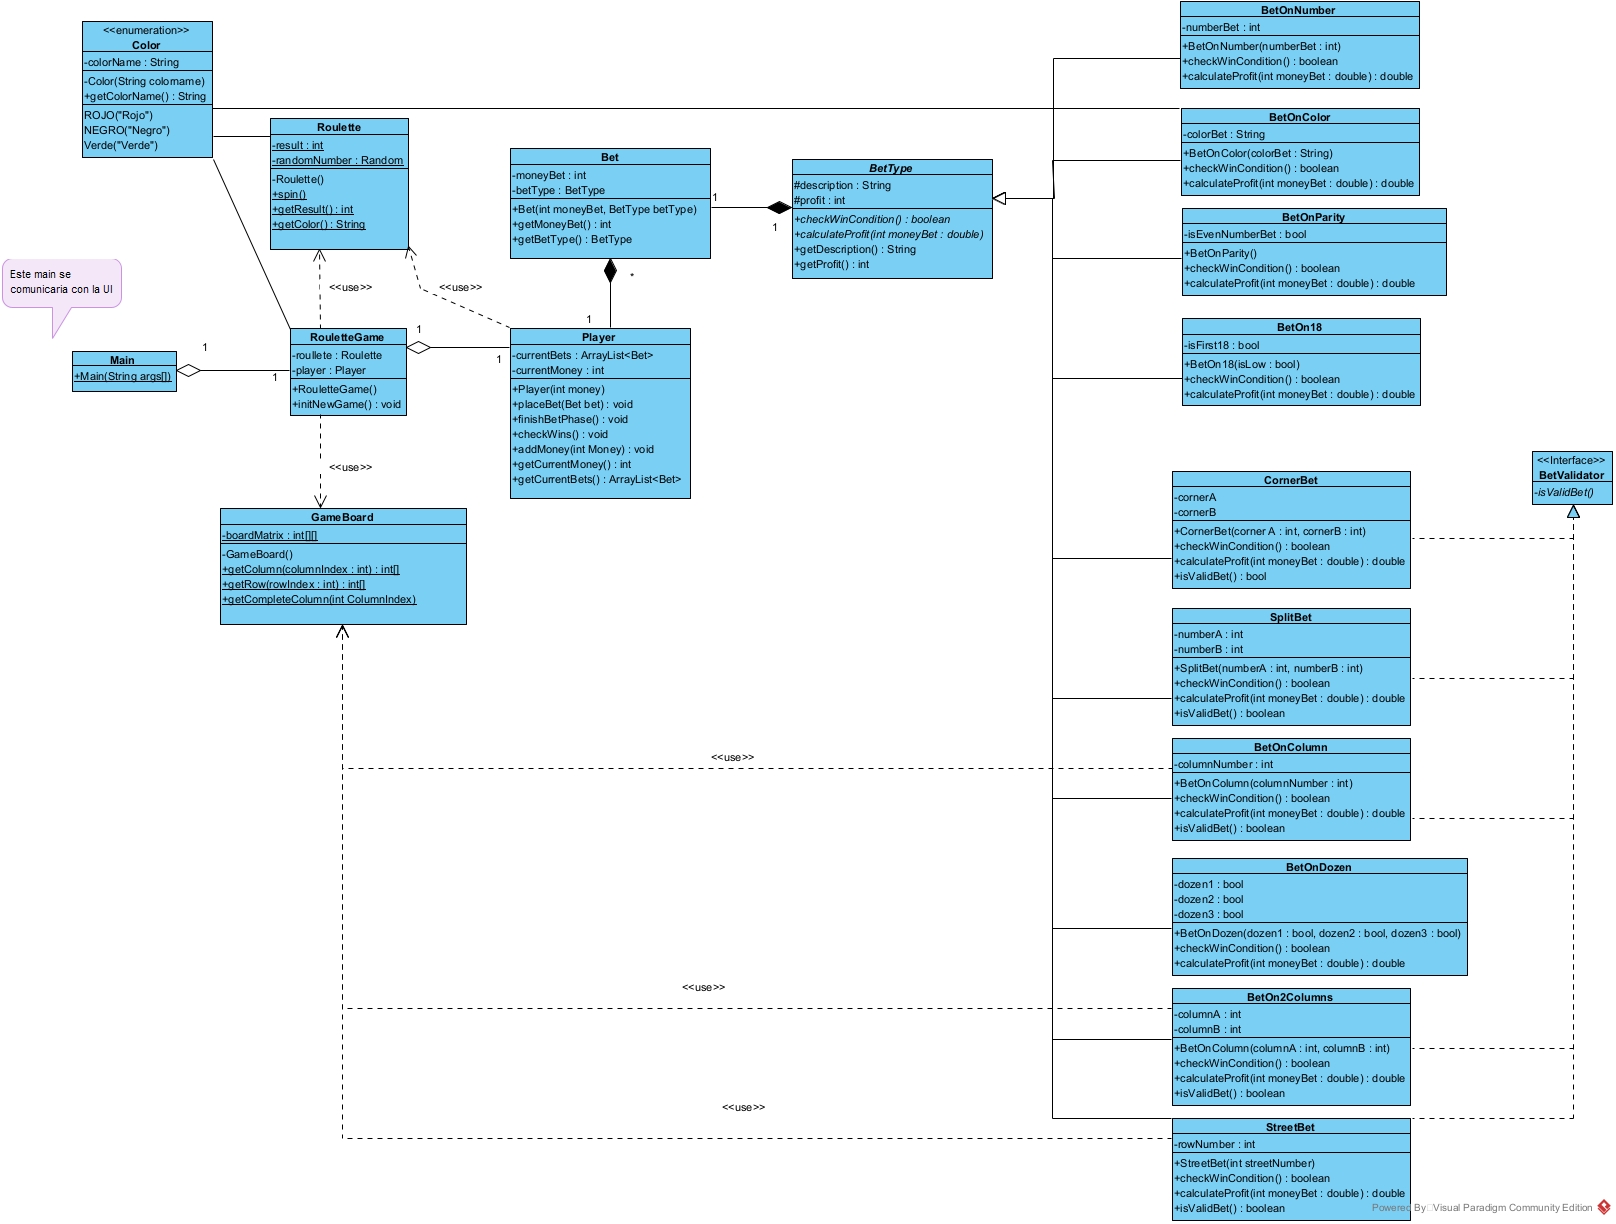 <<enumeration>>
Color
-colorName : String
-Color(String colorname)
+getColorName() : String
ROJO("Rojo")
NEGRO("Negro")
Verde("Verde")
Roulette
-result : int
-randomNumber : Random
-Roulette()
+spin()
+getResult() : int
+getColor() : String
Bet
-moneyBet : int
-betType : BetType
+Bet(int moneyBet, BetType betType)
+getMoneyBet() : int
+getBetType() : BetType
1
1
BetType
#description : String
#profit : int
+checkWinCondition() : boolean
+calculateProfit(int moneyBet : double)
+getDescription() : String
+getProfit() : int
BetOnNumber
-numberBet : int
+BetOnNumber(numberBet : int)
+checkWinCondition() : boolean
+calculateProfit(int moneyBet : double) : double
BetOnColor
-colorBet : String
+BetOnColor(colorBet : String)
+checkWinCondition() : boolean
+calculateProfit(int moneyBet : double) : double
BetOnParity
-isEvenNumberBet : bool
+BetOnParity()
+checkWinCondition() : boolean
+calculateProfit(int moneyBet : double) : double
BetOn18
-isFirst18 : bool
+BetOn18(isLow : bool)
+checkWinCondition() : boolean
+calculateProfit(int moneyBet : double) : double
Este main se
comunicaria con la UI
<<use>>
<<use>>
*
1
Main
+Main(String args[])
1
1
RouletteGame
-roullete : Roulette
-player : Player
+RouletteGame()
+initNewGame() : void
1
1
Player
-currentBets : ArrayList<Bet>
-currentMoney : int
+Player(int money)
+placeBet(Bet bet) : void
+finishBetPhase() : void
+checkWins() : void
+addMoney(int Money) : void
+getCurrentMoney() : int
+getCurrentBets() : ArrayList<Bet>
<<use>>
GameBoard
-boardMatrix : int[][]
-GameBoard()
+getColumn(columnIndex : int) : int[]
+getRow(rowIndex : int) : int[]
+getCompleteColumn(int ColumnIndex)
<<Interface>>
BetValidator
-isValidBet()
CornerBet
-cornerA
-cornerB
+CornerBet(corner A : int, cornerB : int)
+checkWinCondition() : boolean
+calculateProfit(int moneyBet : double) : double
+isValidBet() : bool
SplitBet
-numberA : int
-numberB : int
+SplitBet(numberA : int, numberB : int)
+checkWinCondition() : boolean
+calculateProfit(int moneyBet : double) : double
+isValidBet() : boolean
<<use>>
BetOnColumn
-columnNumber : int
+BetOnColumn(columnNumber : int)
+checkWinCondition() : boolean
+calculateProfit(int moneyBet : double) : double
+isValidBet() : boolean
BetOnDozen
-dozen1 : bool
-dozen2 : bool
-dozen3 : bool
+BetOnDozen(dozen1 : bool, dozen2 : bool, dozen3 : bool)
+checkWinCondition() : boolean
+calculateProfit(int moneyBet : double) : double
<<use>>
BetOn2Columns
-columnA : int
-columnB : int
+BetOnColumn(columnA : int, columnB : int)
+checkWinCondition() : boolean
+calculateProfit(int moneyBet : double) : double
+isValidBet() : boolean
<<use>>
StreetBet
-rowNumber : int
+StreetBet(int streetNumber)
+checkWinCondition() : boolean
+calculateProfit(int moneyBet : double) : double
+isValidBet() : boolean
Powered By Visual Paradigm Community Edition